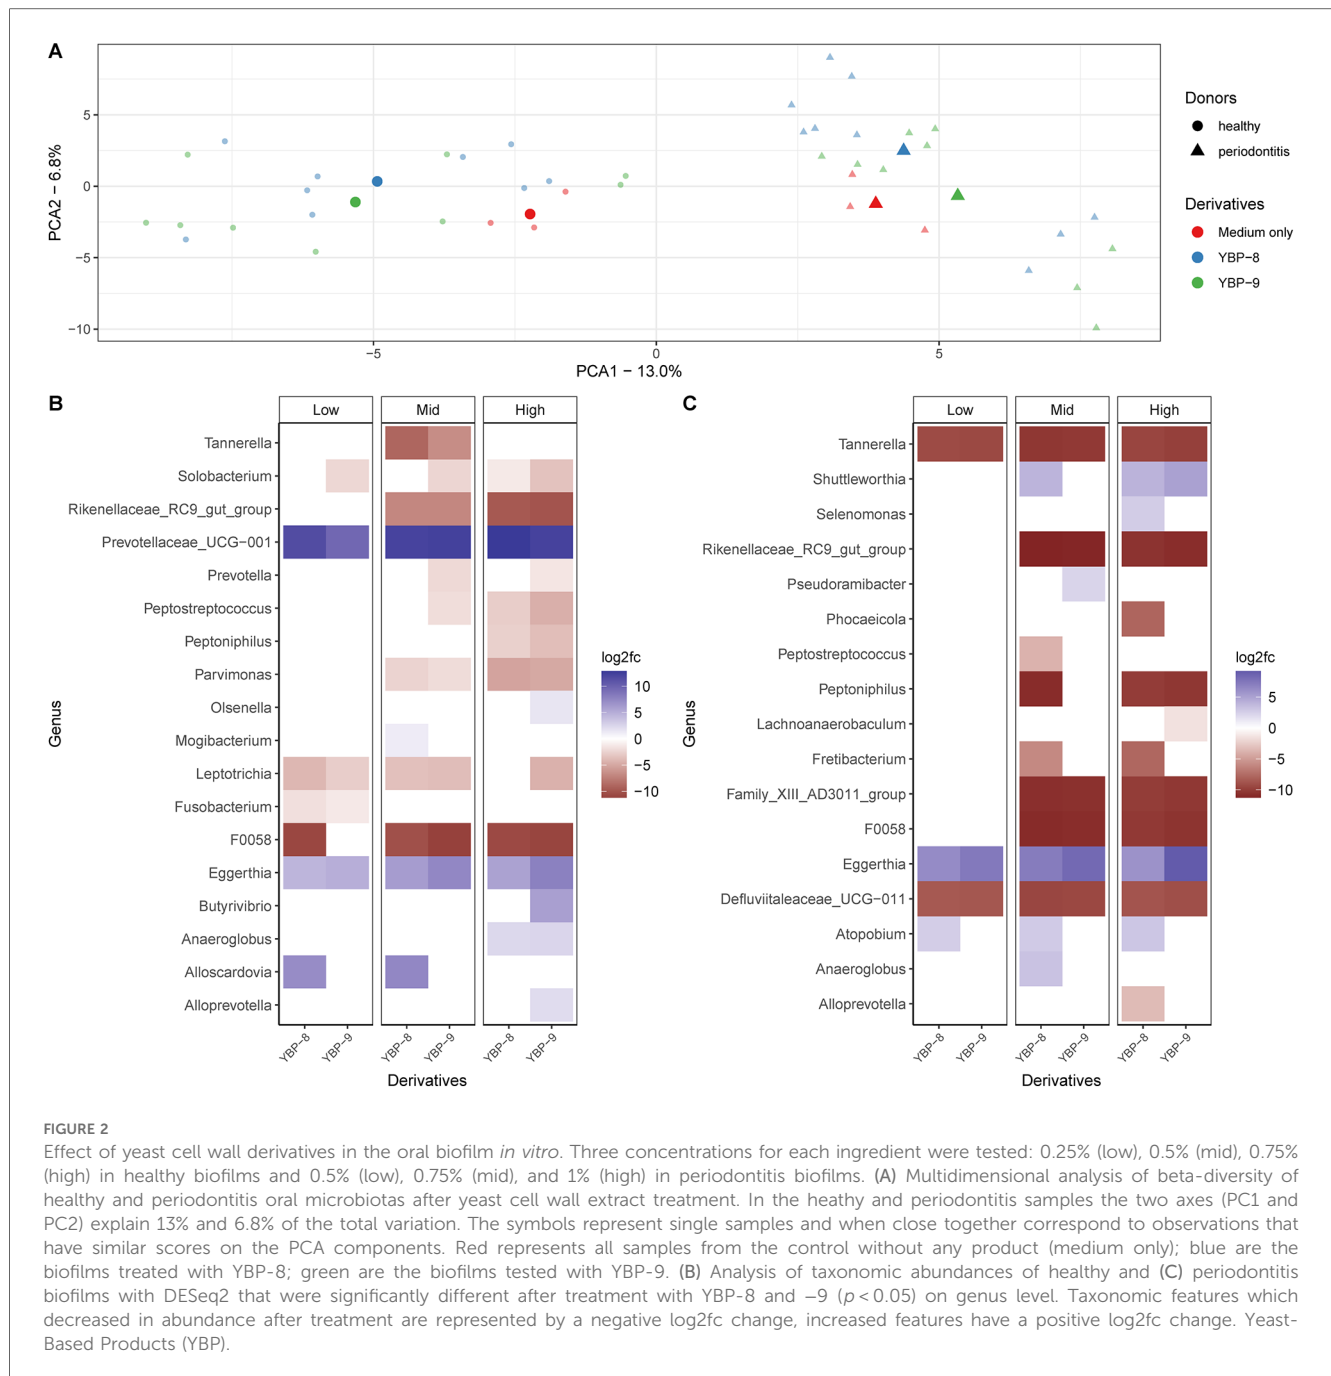 A
PCA2 − 6.8%
5
0
−5
−10
−5
0
5
PCA1 − 13.0%
Donors
healthy
periodontitis
Derivatives
Medium only
YBP−8
YBP−9
B
Low
Mid
High
Genus
Tannerella
Solobacterium
Rikenellaceae_RC9_gut_group
Prevotellaceae_UCG−001
Prevotella
Peptostreptococcus
Peptoniphilus
Parvimonas
Olsenella
Mogibacterium
Leptotrichia
Fusobacterium
F0058
Eggerthia
Butyrivibrio
Anaeroglobus
Alloscardovia
Alloprevotella
YBP-8
YBP-9
YBP-8
YBP-9
YBP-8
YBP-9
Derivatives
log2fc
10
5
0
−5
−10
C
Low
Mid
High
Genus
Tannerella
Shuttleworthia
Selenomonas
Rikenellaceae_RC9_gut_group
Pseudoramibacter
Phocaeicola
Peptostreptococcus
Peptoniphilus
Lachnoanaerobaculum
Fretibacterium
Family_XIII_AD3011_group
F0058
Eggerthia
Defluviitaleaceae_UCG−011
Atopobium
Anaeroglobus
Alloprevotella
YBP-8
YBP-9
YBP-8
YBP-9
YBP-8
YBP-9
Derivatives
log2fc
5
0
−5
−10
FIGURE 2
Effect of yeast cell wall derivatives in the oral biofilm in vitro. Three concentrations for each ingredient were tested: 0.25% (low), 0.5% (mid), 0.75%
(high) in healthy biofilms and 0.5% (low), 0.75% (mid), and 1% (high) in periodontitis biofilms. (A) Multidimensional analysis of beta-diversity of
healthy and periodontitis oral microbiotas after yeast cell wall extract treatment. In the heathy and periodontitis samples the two axes (PC1 and
PC2) explain 13% and 6.8% of the total variation. The symbols represent single samples and when close together correspond to observations that
have similar scores on the PCA components. Red represents all samples from the control without any product (medium only); blue are the
biofilms treated with YBP-8; green are the biofilms tested with YBP-9. (B) Analysis of taxonomic abundances of healthy and (C) periodontitis
biofilms with DESeq2 that were significantly different after treatment with YBP-8 and −9 (p < 0.05) on genus level. Taxonomic features which
decreased in abundance after treatment are represented by a negative log2fc change, increased features have a positive log2fc change. Yeast-
Based Products (YBP).